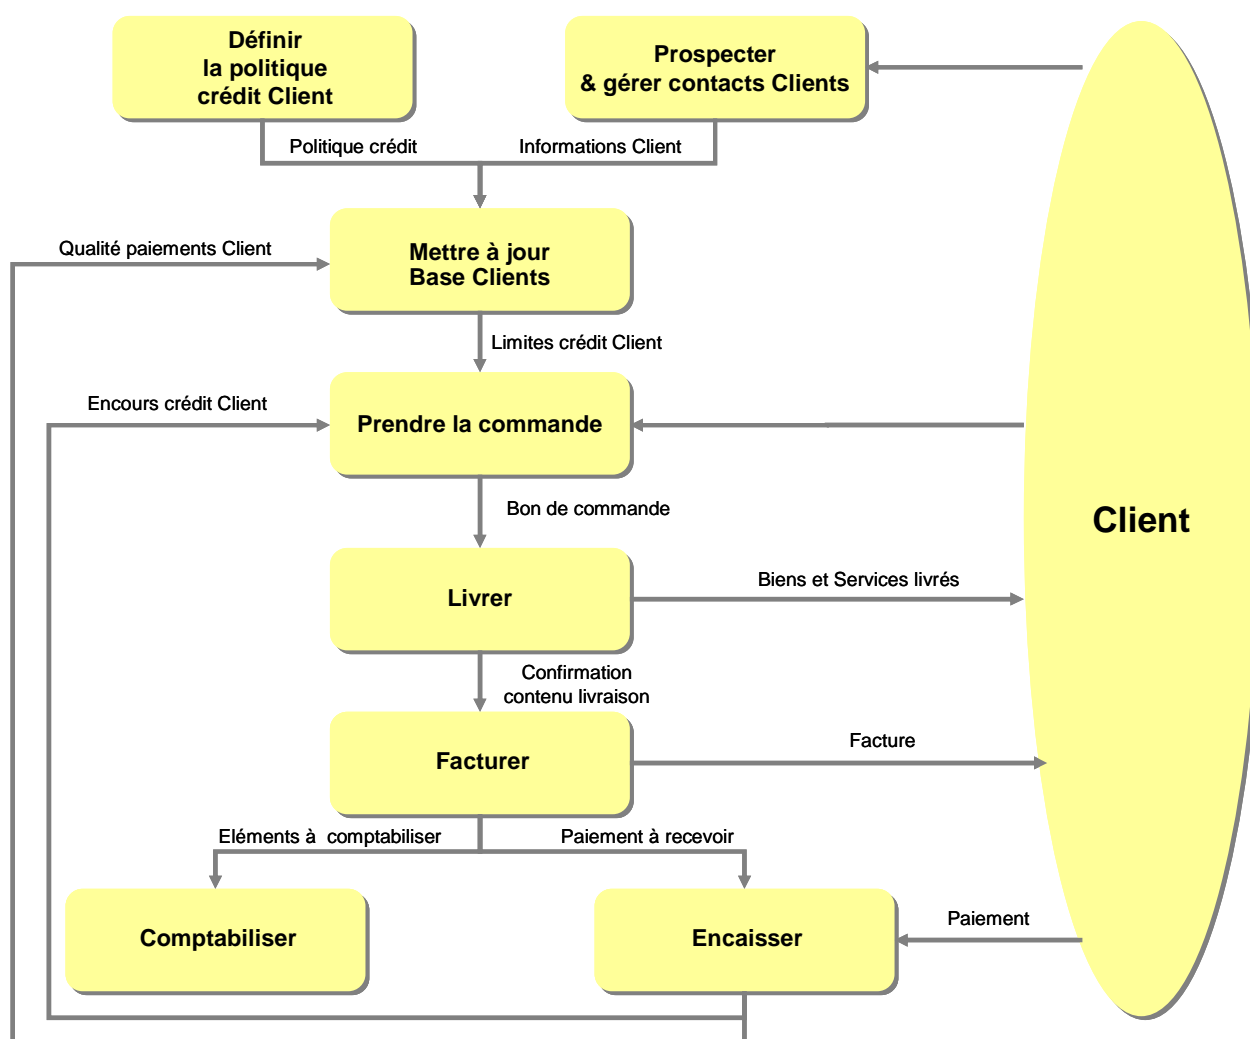 Définir
la politique
crédit Client
Prospecter
& gérer contacts Clients
Politique crédit
Informations Client
Qualité paiements Client
Mettre à jour
Base Clients
Limites crédit Client
Encours crédit Client
Prendre la commande
Bon de commande
Client
Livrer
Biens et Services livrés
Confirmation
contenu livraison
Facturer
Facture
Eléments à  comptabiliser
Paiement à recevoir
Comptabiliser
Encaisser
Paiement